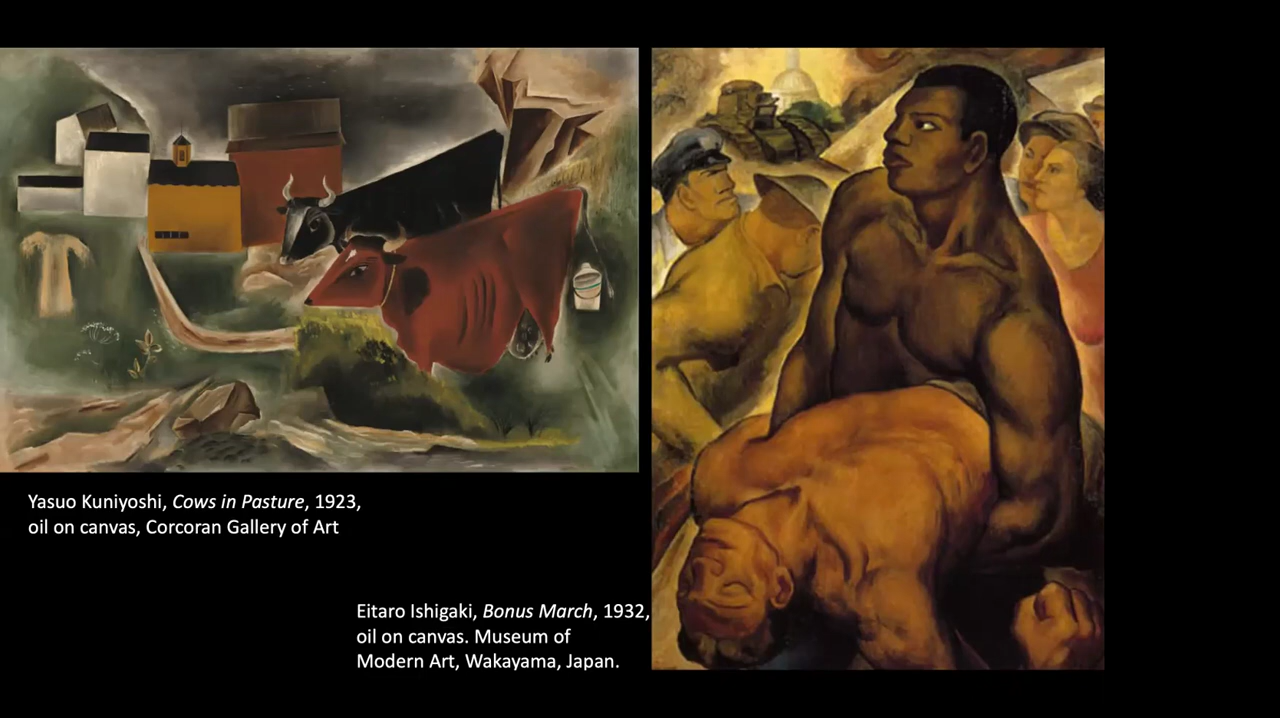 Yasuo Kuniyoshi, Cows in Pasture, 1923,
oil on canvas, Corcoran Gallery of Art
Eitaro Ishigaki, Bonus March, 1932,
oil on canvas. Museum of
Modern Art, Wakayama, Japan.